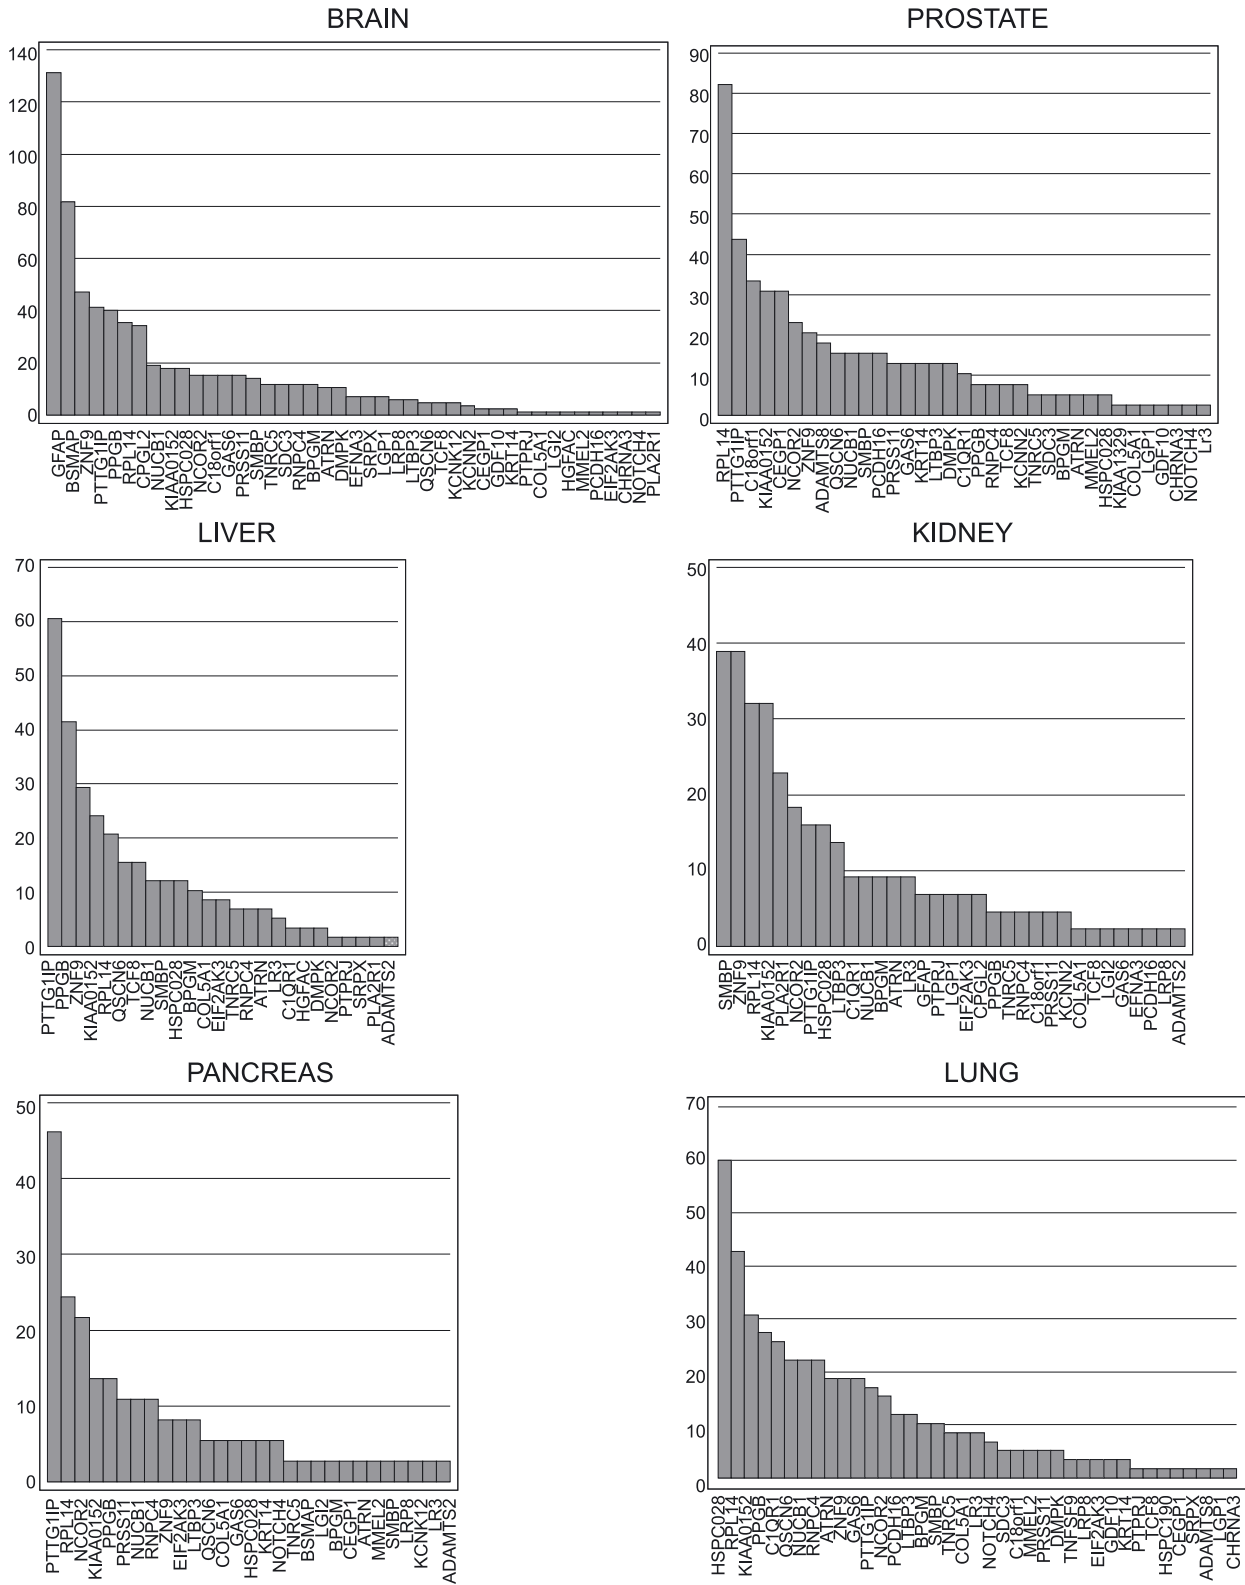 BRAIN
140
120
100
80
60
40
20
0
GFAP
BSMAP
ZNF9
PTTG1IP
PPGB
RPL14
CPGL2
NUCB1
KIAA0152
HSPC028
NCOR2
C18orf1
GAS6
PRSS11
SMBP
TNRC5
SDC3
RNPC4
BPGM
ATRN
DMPK
EFNA3
SRPX
LGP1
LRP8
LTBP3
QSCN6
TCF8
KCNK12
KCNN2
CEGP1
GDF10
KRT14
PTPRJ
COL5A1
LGI2
HGFAC
MMEL2
PCDH16
EIF2AK3
CHRNA3
NOTCH4
PLA2R1
PROSTATE
90
80
70
60
50
40
30
20
10
0
RPL14
PTTG1IP
C18orf1
KIAA0152
CEGP1
NCOR2
ZNF9
ADAMTS8
QSCN6
NUCB1
SMBP
PCDH16
PRSS11
GAS6
KRT14
LTBP3
DMPK
C1QR1
PPGB
RNPC4
TCF8
KCNN2
TNRC5
SDC3
BPGM
ATRN
MMEL2
HSPC028
KIAA1329
COL5A1
LGP1
GDF10
CHRNA3
NOTCH4
Lr3
LIVER
70
60
50
40
30
20
10
0
PTTG1IP
PPGB
ZNF9
KIAA0152
RPL14
QSCN6
TCF8
NUCB1
SMBP
HSPC028
BPGM
COL5A1
EIF2AK3
TNRC5
RNPC4
ATRN
LR3
C1QR1
HGFAC
DMPK
NCOR2
PTPRJ
SRPX
PLA2R1
ADAMTS2
KIDNEY
50
40
30
20
10
0
SMBP
ZNF9
RPL14
KIAA0152
PLA2R1
NCOR2
PTTG1IP
HSPC028
LTBP3
C1QR1
NUCB1
BPGM
ATRN
LR3
GFAP
PTPRJ
LGP1
EIF2AK3
CPGL2
PPGB
TNRC5
RNPC4
C18orf1
PRSS11
KCNN2
COL5A1
TCF8
LGI2
GAS6
EFNA3
PCDH16
LRP8
ADAMTS2
PANCREAS
50
40
30
20
10
0
PTTG1IP
RPL14
NCOR2
KIAA0152
PPGB
PRSS11
NUCB1
RNPC4
ZNF9
EIF2AK3
LTBP3
QSCN6
COL5A1
GAS6
HSPC028
KRT14
NOTCH4
TNRC5
BSMAP
LGI2
BPGM
CEGP1
ATRN
MMEL2
SMBP
LRP8
KCNK12
LR3
ADAMTS2
LUNG
70
60
50
40
30
20
10
0
HSPC028
RPL14
KIAA0152
PPGB
C1QR1
QSCN6
NUCB1
RNPC4
ATRN
ZNF9
GAS6
PTTG1IP
NCOR2
PCDH16
LTBP3
BPGM
SMBP
TNRC5
COL5A1
LR3
NOTCH4
SDC3
C18orf1
MMEL2
PRSS11
DMPK
TNFSF9
LRP8
EIF2AK3
GDF10
KRT14
PTPRJ
TCF8
HSPC190
CEGP1
SRPX
ADAMTS8
LGP1
CHRNA3